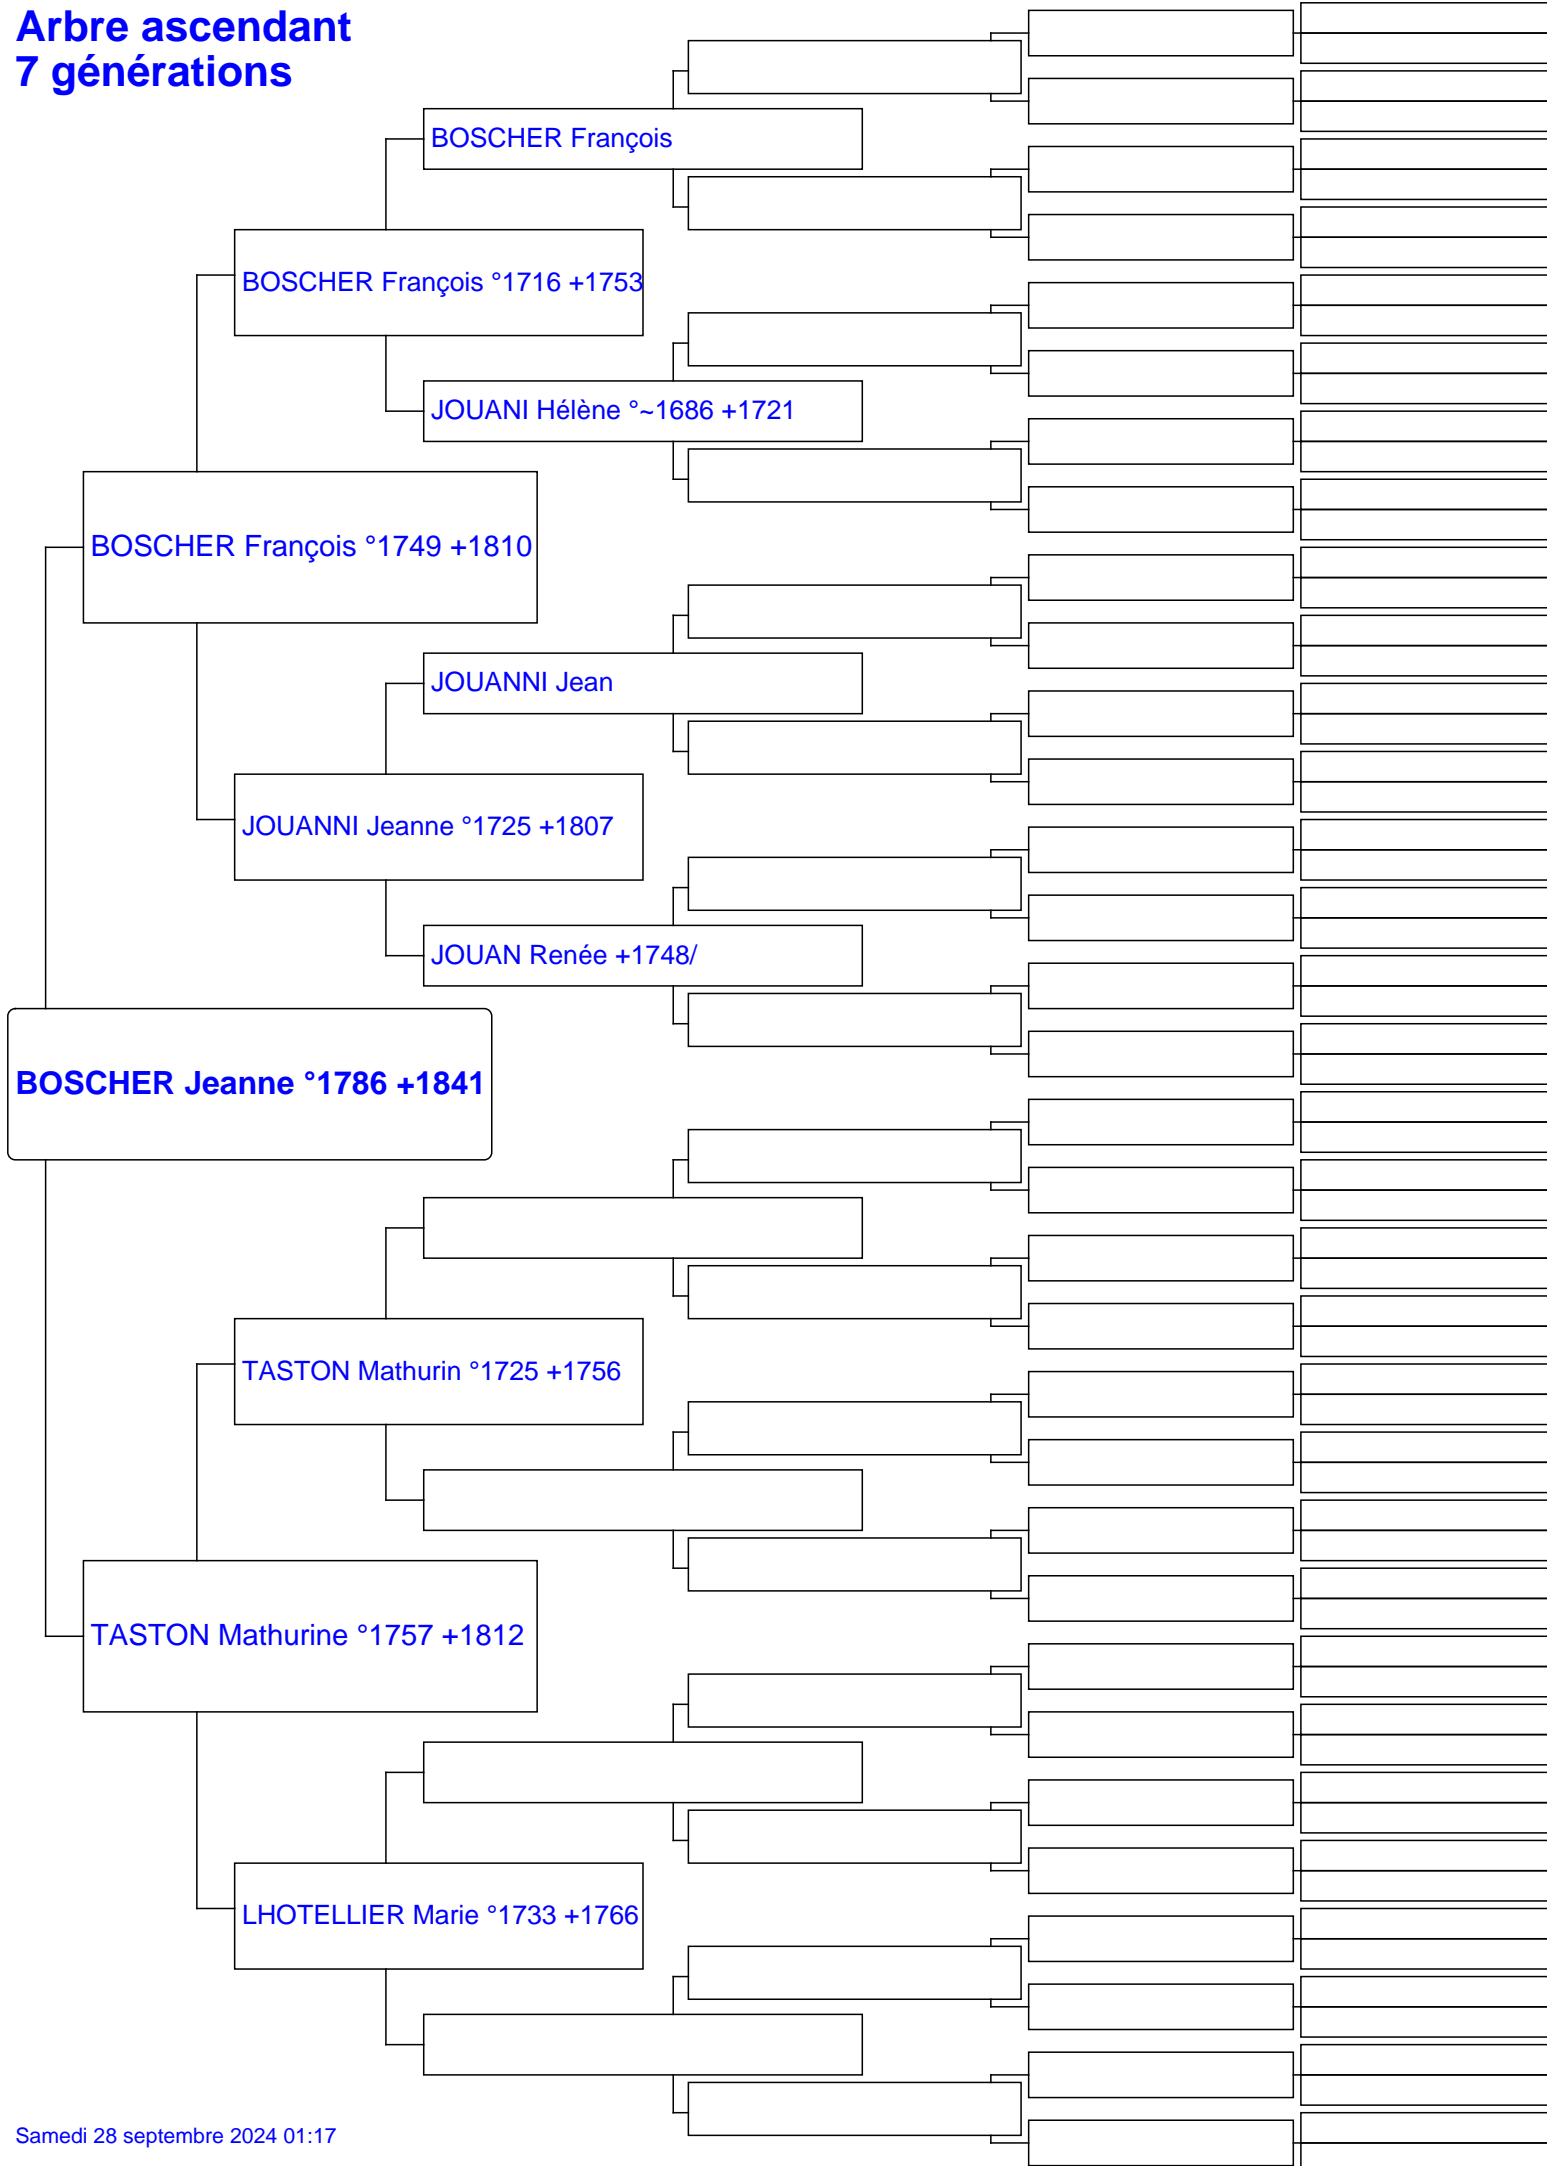 Arbre ascendant
7 générations
BOSCHER François
BOSCHER François °1716 +1753
JOUANI Hélène °~1686 +1721
BOSCHER François °1749 +1810
JOUANNI Jean
JOUANNI Jeanne °1725 +1807
JOUAN Renée +1748/
BOSCHER Jeanne °1786 +1841
TASTON Mathurin °1725 +1756
TASTON Mathurine °1757 +1812
LHOTELLIER Marie °1733 +1766
Samedi 28 septembre 2024 01:17